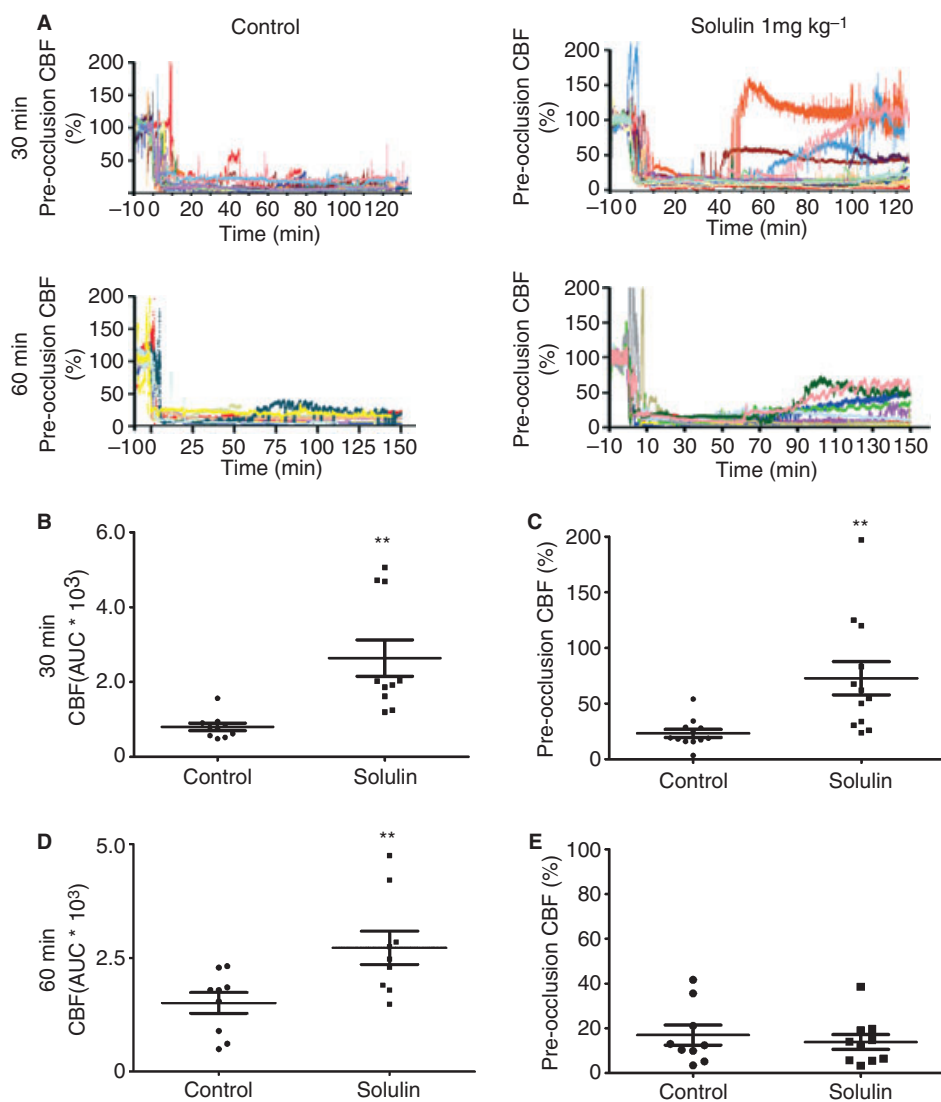 A
Control
Solulin 1mg kg–1
30 min
Pre-occlusion CBF
(%)
200
150
100
50
0
–10 0 20 40 60 80 100 120
Time (min)
Pre-occlusion CBF
(%)
200
150
100
50
0
–10 0 20 40 60 80 100 120
Time (min)
60 min
Pre-occlusion CBF
(%)
200
150
100
50
0
–10 0 25 50 75 100 125 150
Time (min)
Pre-occlusion CBF
(%)
200
150
100
50
0
–10 10 30 50 70 90 110 130 150
Time (min)
B
30 min
CBF(AUC * 103)
6.0
4.0
2.0
0
**
Control
Solulin
C
Pre-occlusion CBF (%)
200
150
100
50
0
**
Control
Solulin
D
60 min
CBF(AUC * 103)
5.0
2.5
0
**
Control
Solulin
E
Pre-occlusion CBF (%)
100
80
60
40
20
0
Control
Solulin